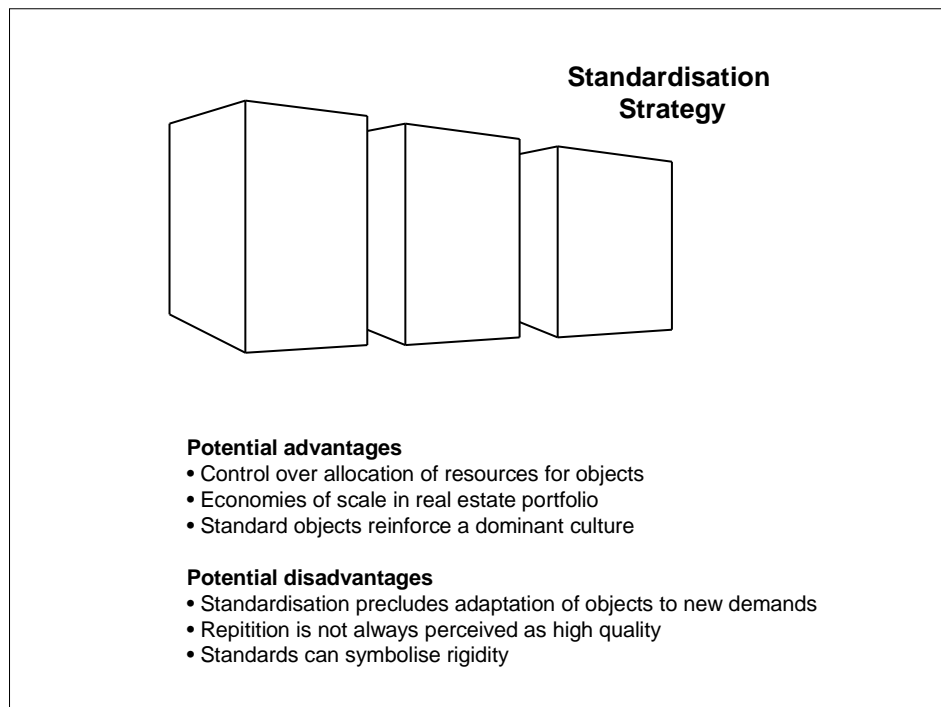 Standardisation
Strategy
Potential advantages
• Control over allocation of resources for objects
• Economies of scale in real estate portfolio
• Standard objects reinforce a dominant culture
Potential disadvantages
• Standardisation precludes adaptation of objects to new demands
• Repitition is not always perceived as high quality
• Standards can symbolise rigidity